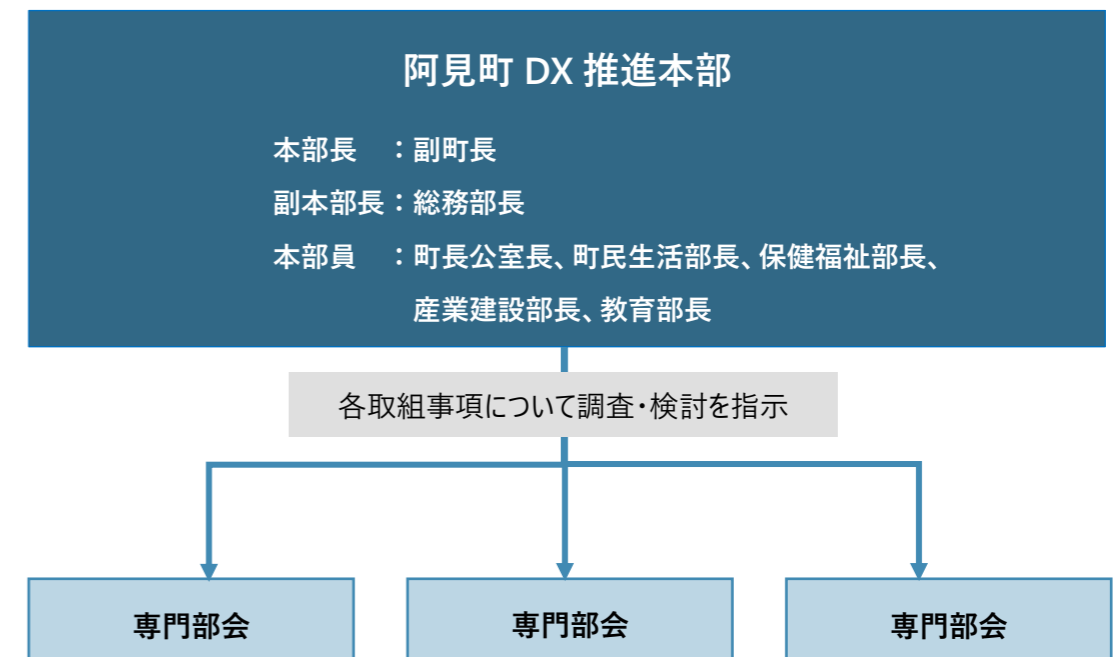 阿見町 DX 推進本部
本部長　：副町長
副本部長：総務部長
本部員　：町長公室長、町民生活部長、保健福祉部長、
産業建設部長、教育部長
各取組事項について調査・検討を指示
専門部会　専門部会　専門部会